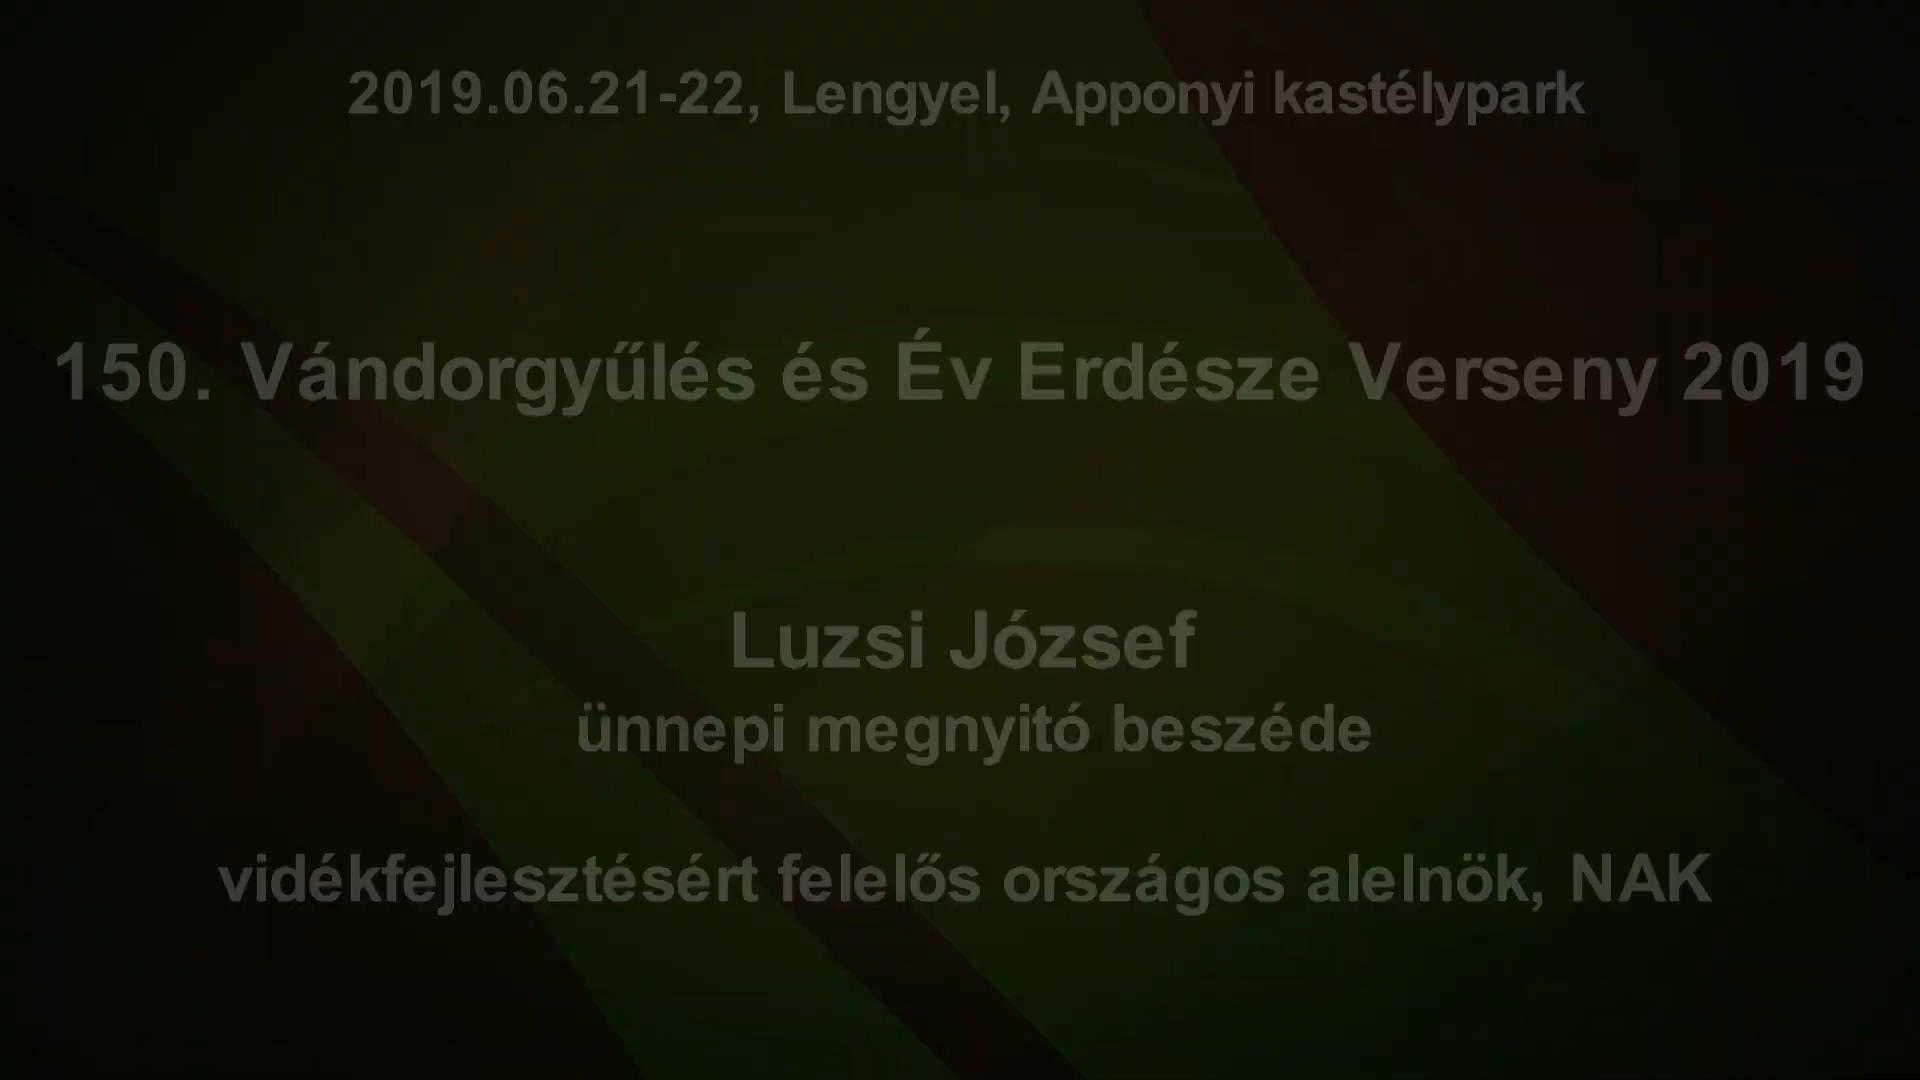 2019.06.21-22, Lengyel, Apponyi kastélypark
150. Vándorgyűlés és Év Erdésze Verseny 2019
Luzsi József
ünnepi megnyitó beszéde
vidékfejlesztésért felelős országos alelnök, NAK